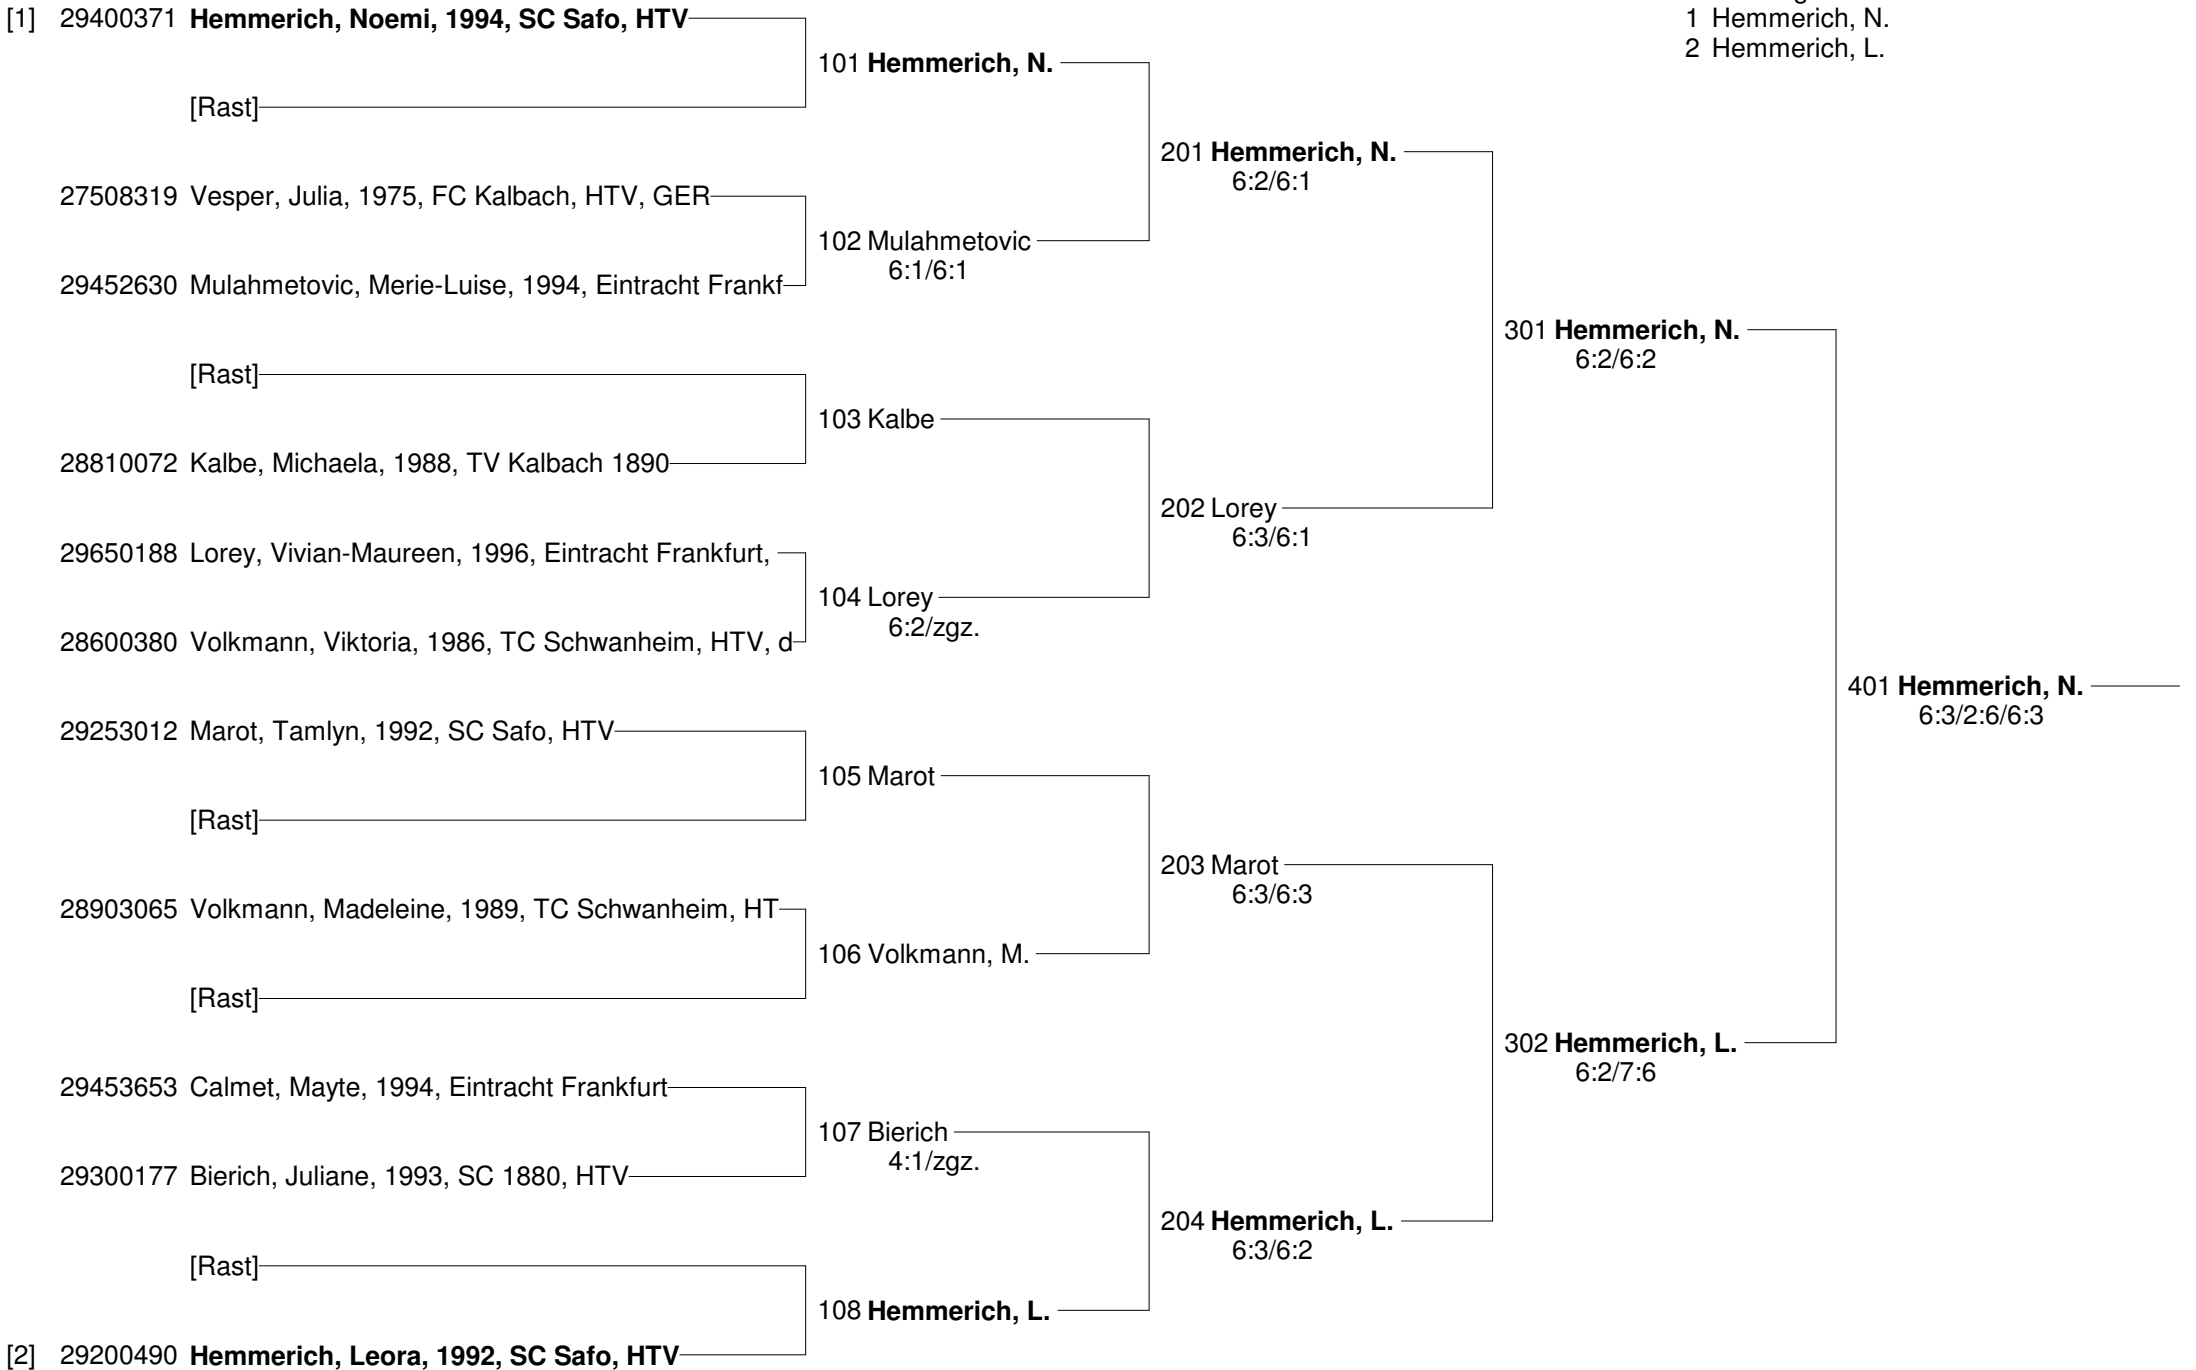 [1] 29400371 Hemmerich, Noemi, 1994, SC Safo, HTV
1 Hemmerich, N.
2 Hemmerich, L.
101 Hemmerich, N.
[Rast]
201 Hemmerich, N.
6:2/6:1
27508319 Vesper, Julia, 1975, FC Kalbach, HTV, GER
102 Mulahmetovic
6:1/6:1
29452630 Mulahmetovic, Merie-Luise, 1994, Eintracht Frankf
301 Hemmerich, N.
6:2/6:2
[Rast]
103 Kalbe
28810072 Kalbe, Michaela, 1988, TV Kalbach 1890
202 Lorey
6:3/6:1
29650188 Lorey, Vivian-Maureen, 1996, Eintracht Frankfurt,
104 Lorey
6:2/zgz.
28600380 Volkmann, Viktoria, 1986, TC Schwanheim, HTV, d
401 Hemmerich, N.
6:3/2:6/6:3
29253012 Marot, Tamlyn, 1992, SC Safo, HTV
105 Marot
[Rast]
203 Marot
6:3/6:3
28903065 Volkmann, Madeleine, 1989, TC Schwanheim, HT
106 Volkmann, M.
[Rast]
302 Hemmerich, L.
6:2/7:6
29453653 Calmet, Mayte, 1994, Eintracht Frankfurt
107 Bierich
4:1/zgz.
29300177 Bierich, Juliane, 1993, SC 1880, HTV
204 Hemmerich, L.
6:3/6:2
[Rast]
108 Hemmerich, L.
[2] 29200490 Hemmerich, Leora, 1992, SC Safo, HTV